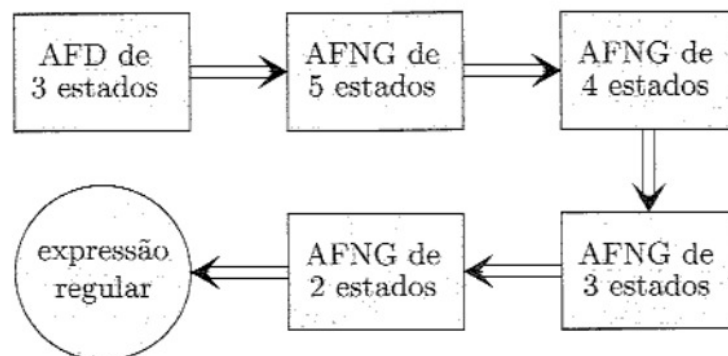 AFD de
3 estados
AFNG de
5 estados
AFNG de
4 estados
expressão
regular
AFNG de
2 estados
AFNG de
3 estados